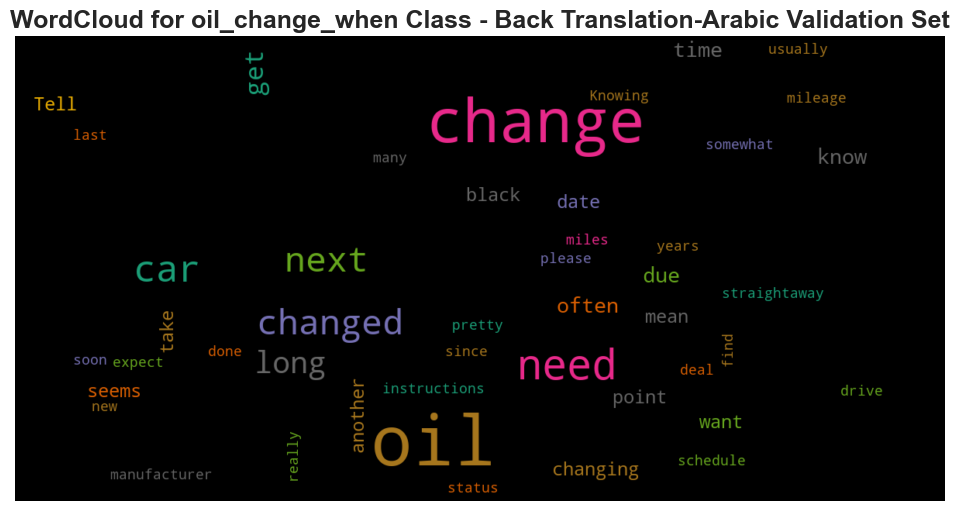 WordCloud for oil_change_when Class - Back Translation-Arabic Validation Set
time
usually
get
Tell
Knowing
mileage
change
last
somewhat
many
know
black
date
miles
years
please
next
car
due
straightaway
often
mean
take
changed
pretty
find
soon
expect
done
long
since
need
deal
seems
instructions
drive
new
another
point
want
oil
really
schedule
manufacturer
changing
status